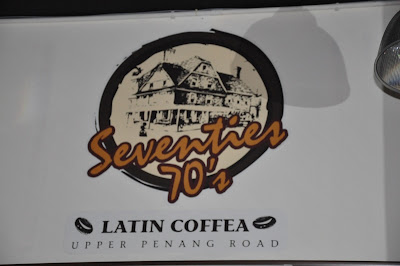 Seventies
70's
LATIN COFFEA
UPPER PENANG ROAD